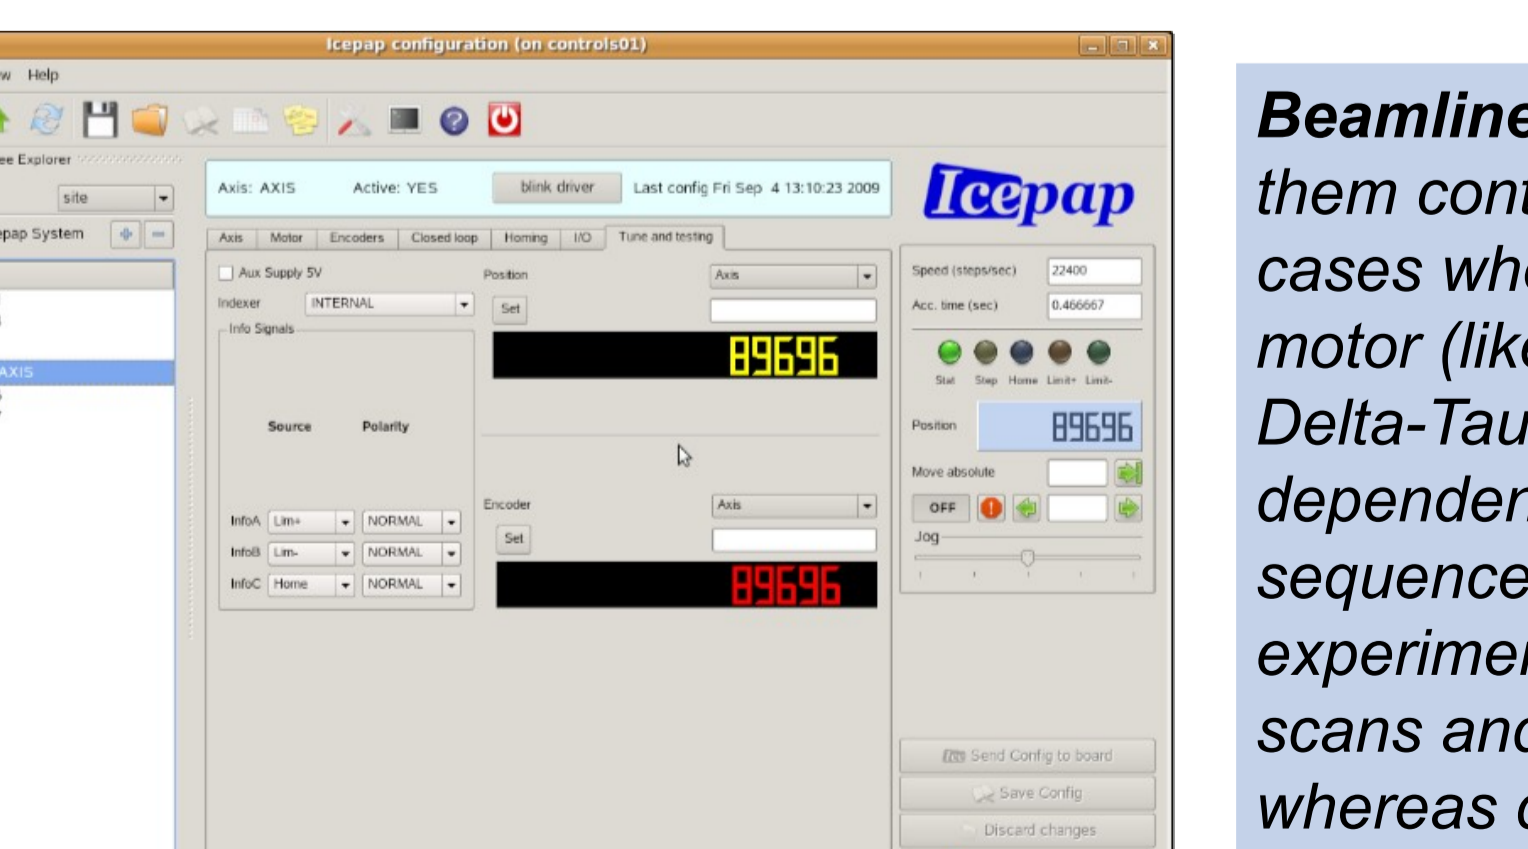 Icepap configuration (on controls01)
Help
Explorer
site
System
AXIS
Axis: AXIS Active: YES blink driver Last config Fri Sep 4 13:10:23 2009
Icepap
Axis Motor Encoders Closed loop Homing I/O Tune and testing
Aux Supply 5V
Indexer INTERNAL
Info Signals
Source Polarity
InfoA Lim+ NORMAL
InfoB Lim- NORMAL
InfoC Home NORMAL
Position Axis
Set
89696
Encoder Axis
Set
89696
Speed (steps/sec) 22400
Acc. time (sec) 0.466667
Stat Step Home Limit+ Limit-
Position 89696
Move absolute
OFF
Jog
Send Config to board
Save Config
Discard changes
Beamline
them cont
cases whe
motor (like
Delta-Tau
dependen
sequence
experimen
scans and
whereas